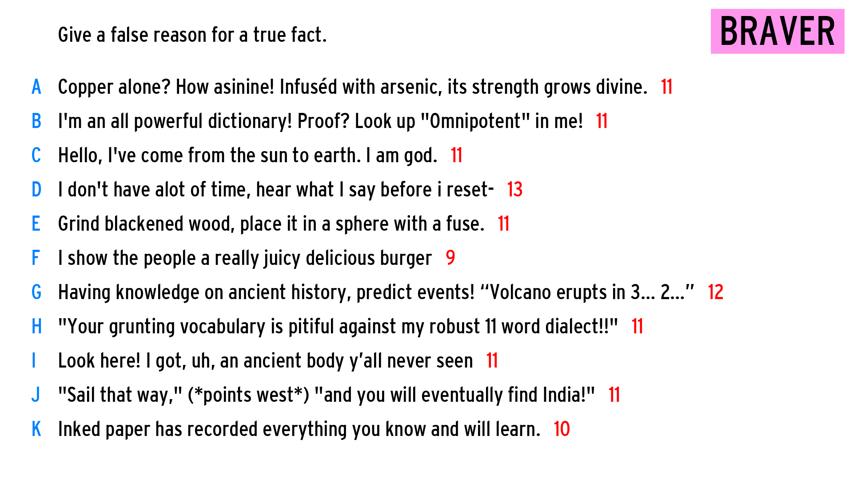 Give a false reason for a true fact.
BRAVER
A Copper alone? How asinine! Infuséd with arsenic, its strength grows divine. 11
B I'm an all powerful dictionary! Proof? Look up "Omnipotent" in me! 11
C Hello, I've come from the sun to earth. I am god. 11
D I don't have alot of time, hear what I say before i reset- 13
E Grind blackened wood, place it in a sphere with a fuse. 11
F I show the people a really juicy delicious burger 9
G Having knowledge on ancient history, predict events! “Volcano erupts in 3... 2...” 12
H "Your grunting vocabulary is pitiful against my robust 11 word dialect!!" 11
I Look here! I got, uh, an ancient body y’all never seen 11
J "Sail that way," (*points west*) "and you will eventually find India!" 11
K Inked paper has recorded everything you know and will learn. 10